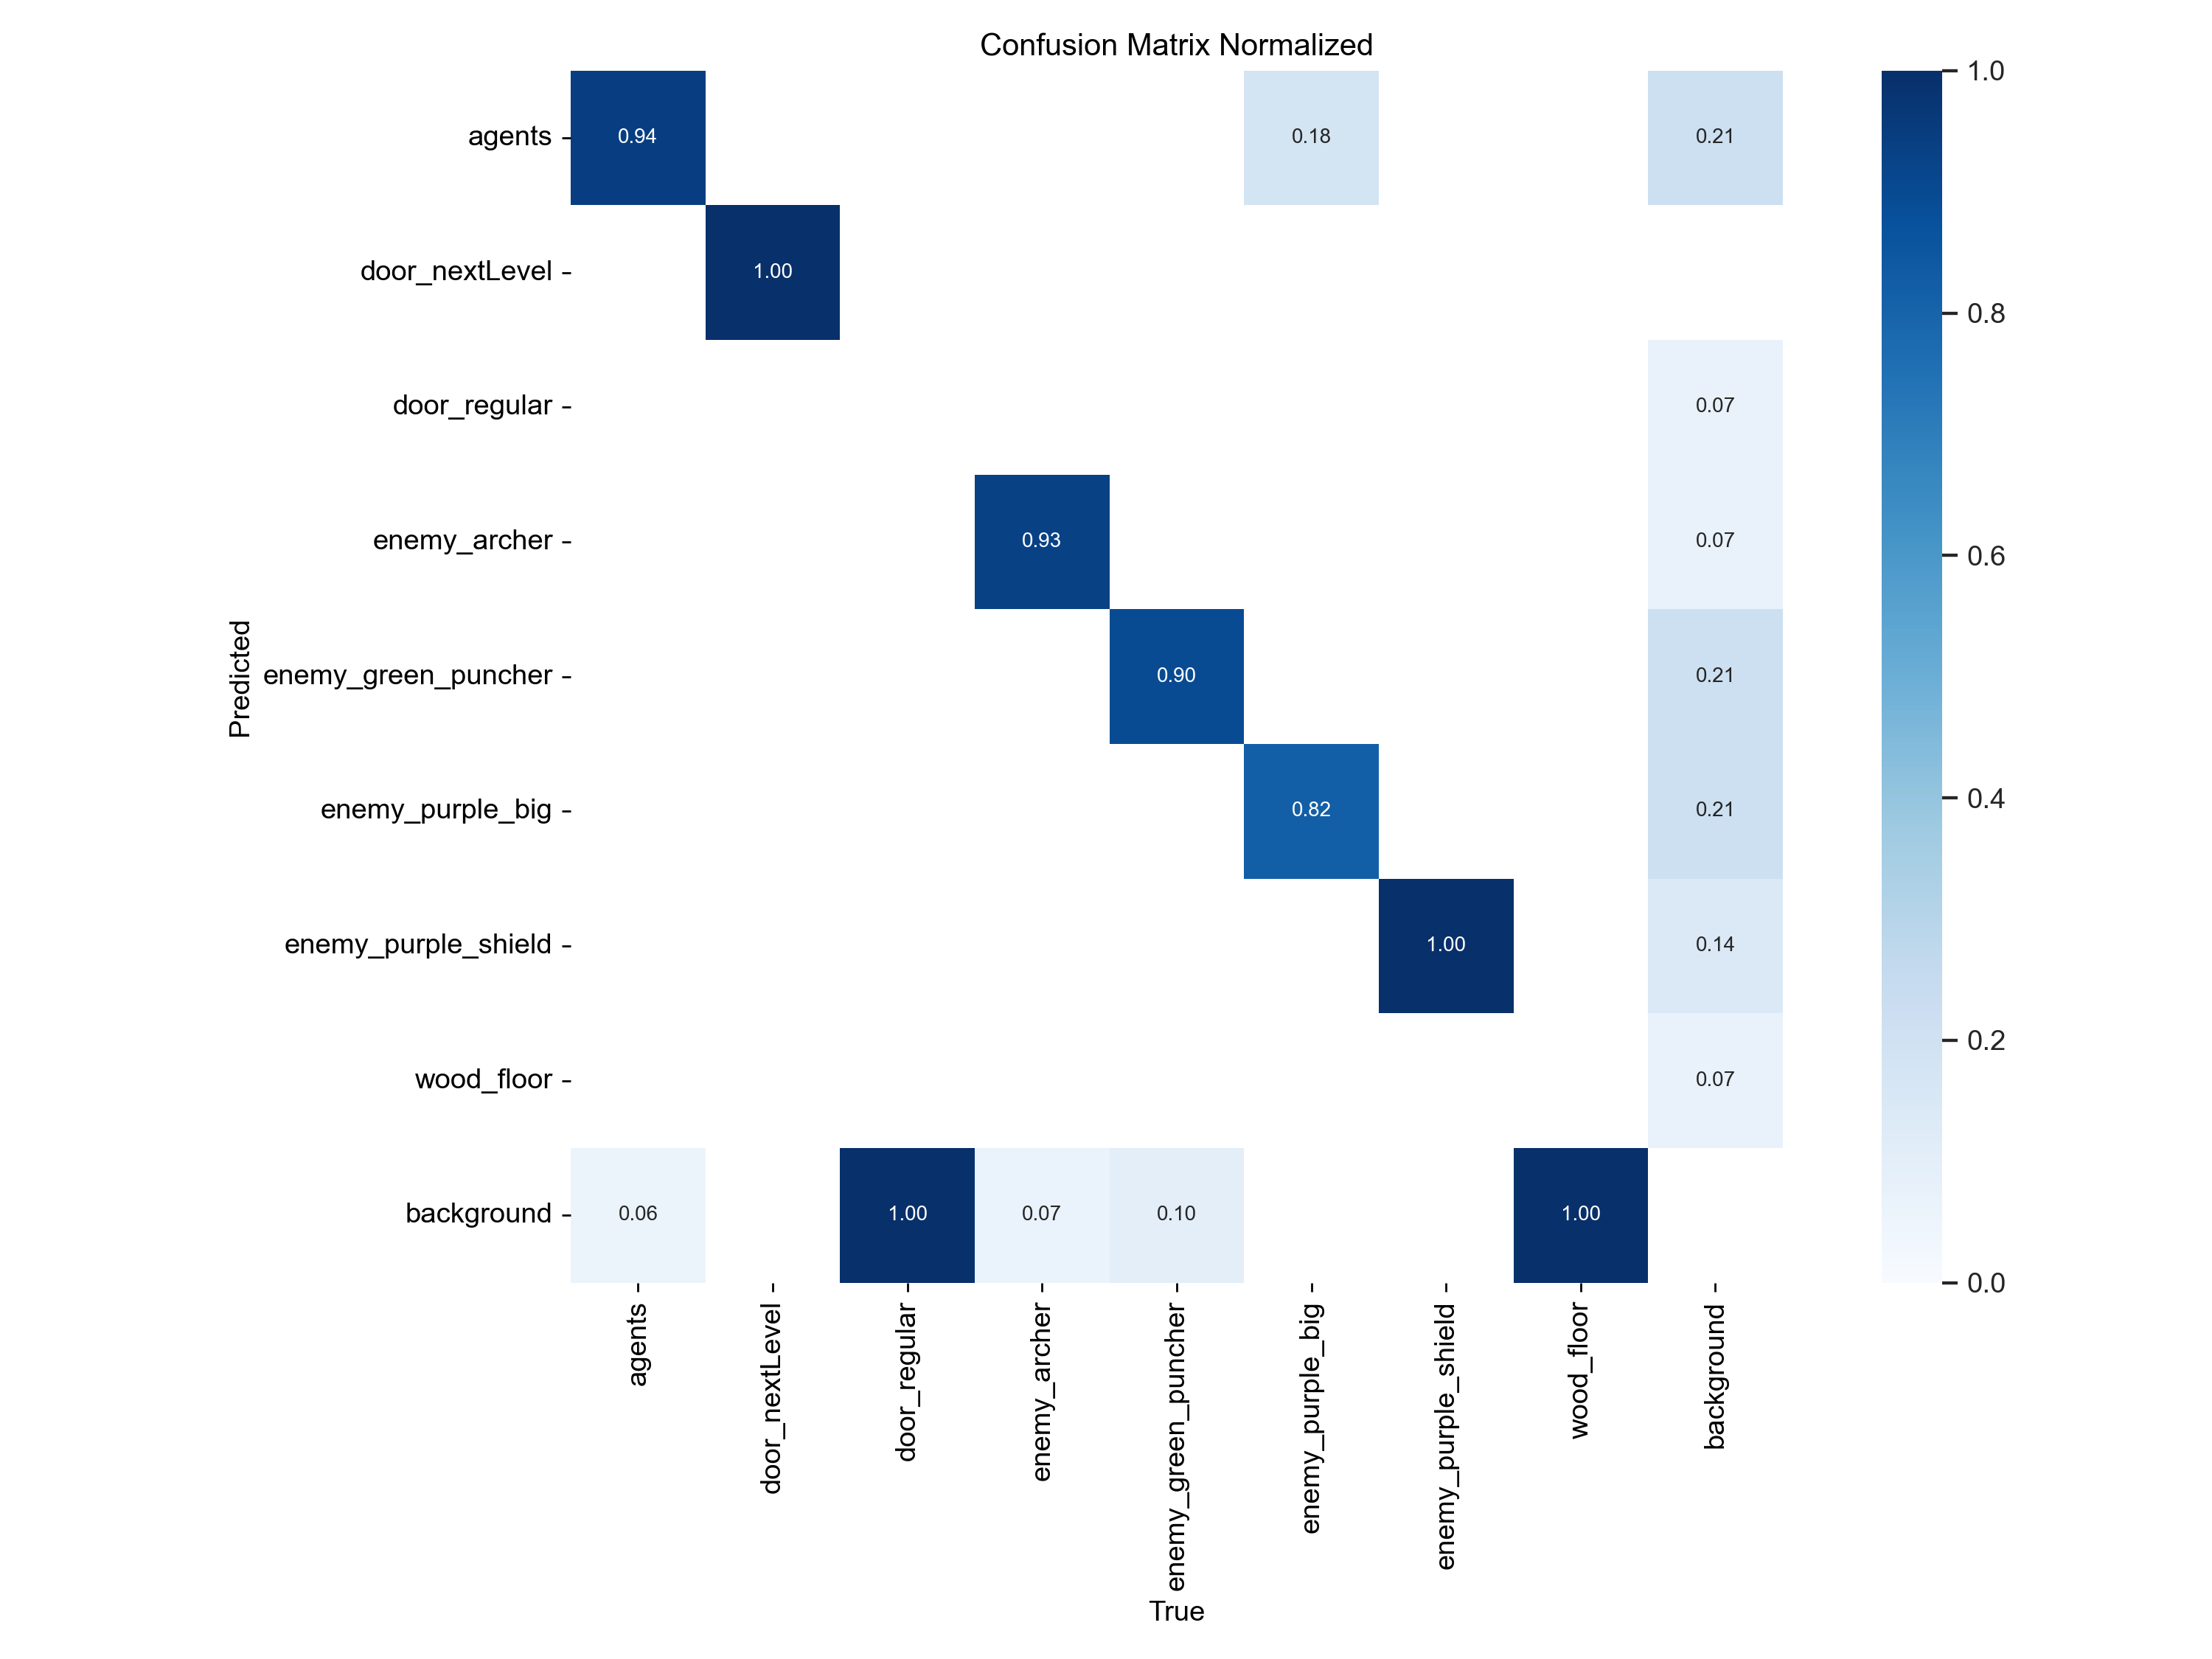 Confusion Matrix Normalized
agents 0.94 0.18 0.21
door_nextLevel 1.00
door_regular 0.07
enemy_archer 0.93 0.07
enemy_green_puncher 0.90 0.21
enemy_purple_big 0.82 0.21
enemy_purple_shield 1.00 0.14
wood_floor 0.07
background 0.06 1.00 0.07 0.10 1.00
Predicted
agents
door_nextLevel
door_regular
enemy_archer
enemy_green_puncher
enemy_purple_big
enemy_purple_shield
wood_floor
background
True
1.0
0.8
0.6
0.4
0.2
0.0